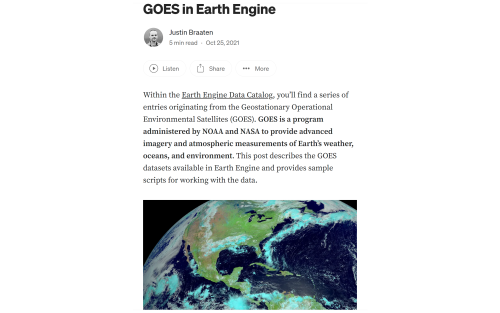 GOES in Earth Engine
Justin Braaten
5 min read · Oct 25, 2021
Listen
Share
More
Within the Earth Engine Data Catalog, you'll find a series of
entries originating from the Geostationary Operational
Environmental Satellites (GOES). GOES is a program
administered by NOAA and NASA to provide advanced
imagery and atmospheric measurements of Earth's weather,
oceans, and environment. This post describes the GOES
datasets available in Earth Engine and provides sample
scripts for working with the data.